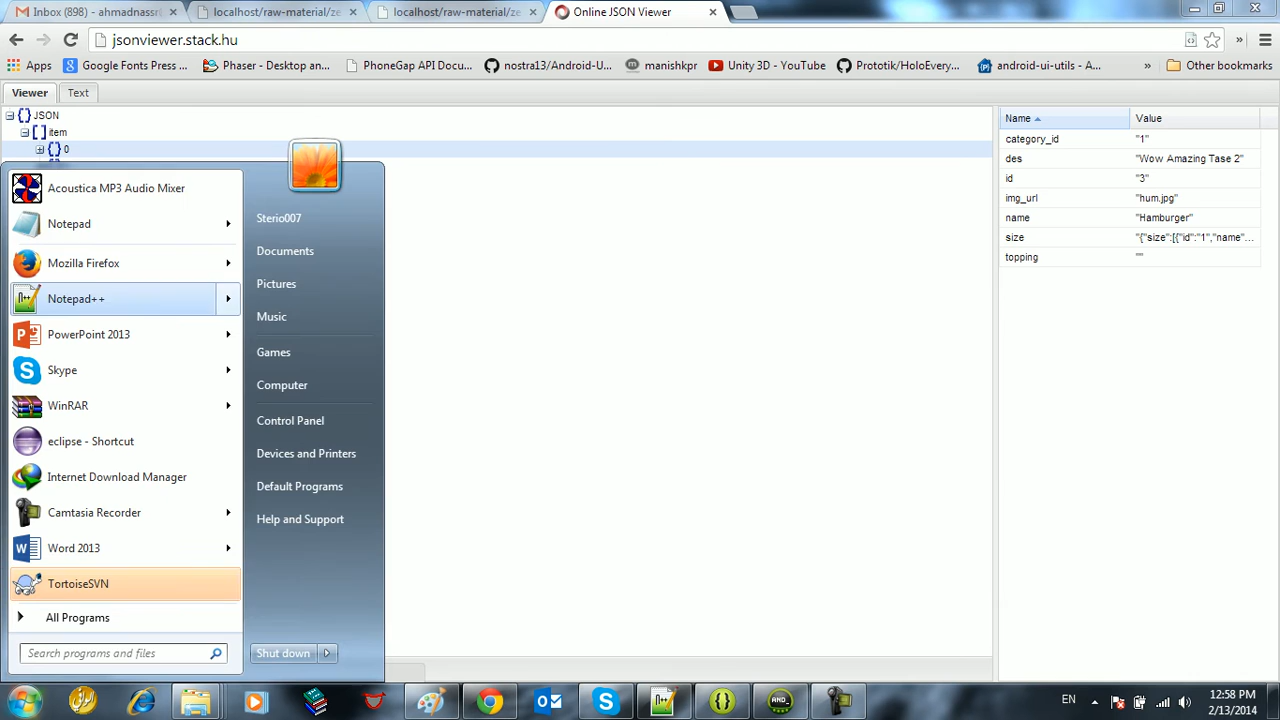 Inbox (898) - ahmadnassr(
localhost/raw-material/ze
localhost/raw-material/ze
Online JSON Viewer
jsonviewer.stack.hu
Apps
Google Fonts Press ...
Phaser - Desktop an...
PhoneGap API Docu...
nostra13/Android-U...
manishkpr
Unity 3D - YouTube
Prototik/HoloEvery...
android-ui-utils - A...
»
Other bookmarks
Viewer
Text
JSON
item
0
Name
Value
category_id
"1"
des
"Wow Amazing Tase 2"
id
"3"
img_url
"hum.jpg"
name
"Hamburger"
size
"{"size":[{"id":"1","name"...
topping
""
Acoustica MP3 Audio Mixer
Notepad
Mozilla Firefox
Notepad++
PowerPoint 2013
Skype
WinRAR
eclipse - Shortcut
Internet Download Manager
Camtasia Recorder
Word 2013
TortoiseSVN
All Programs
Search programs and files
Sterio007
Documents
Pictures
Music
Games
Computer
Control Panel
Devices and Printers
Default Programs
Help and Support
Shut down
EN
12:58 PM
2/13/2014